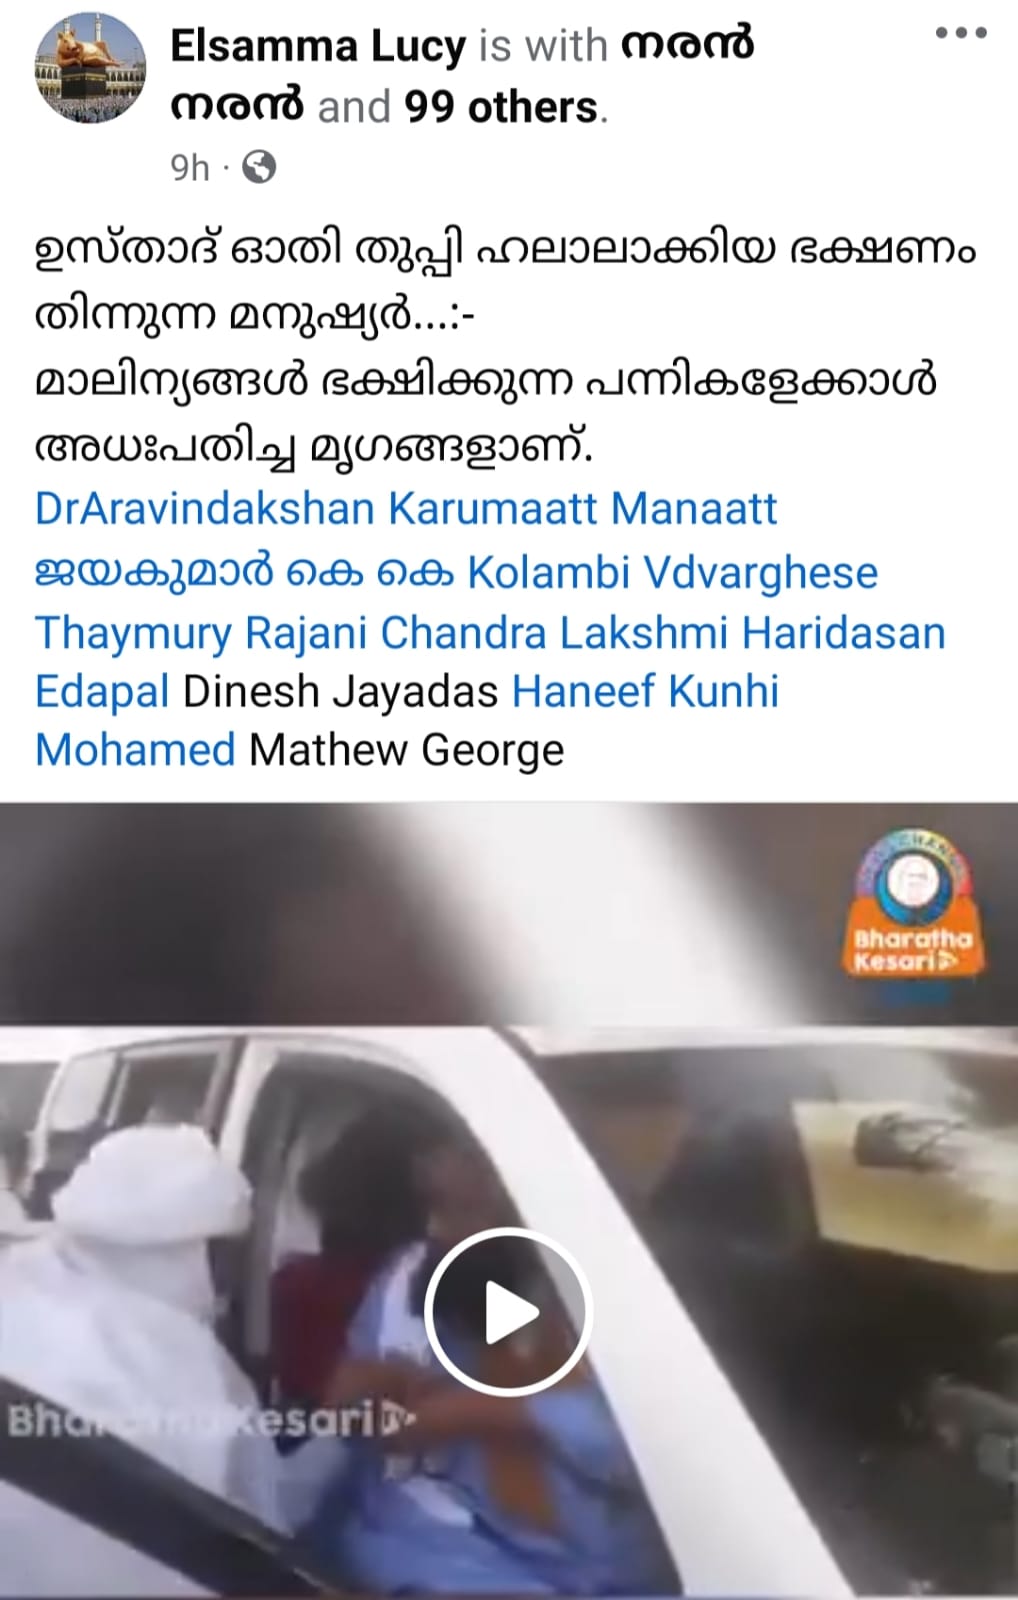 Elsamma Lucy is with നരൻ
നരൻ and 99 others.
9h ·
ഉസ്താദ് ഓതി തുപ്പി ഹലാലാക്കിയ ഭക്ഷണം
തിന്നുന്ന മനുഷ്യർ...:-
മാലിന്യങ്ങൾ ഭക്ഷിക്കുന്ന പന്നികളേക്കാൾ
അധഃപതിച്ച മൃഗങ്ങളാണ്.
DrAravindakshan Karumaatt Manaatt
ജയകുമാർ കെ കെ Kolambi Vdvarghese
Thaymury Rajani Chandra Lakshmi Haridasan
Edapal Dinesh Jayadas Haneef Kunhi
Mohamed Mathew George
Bharatha
Kesari
Kesari